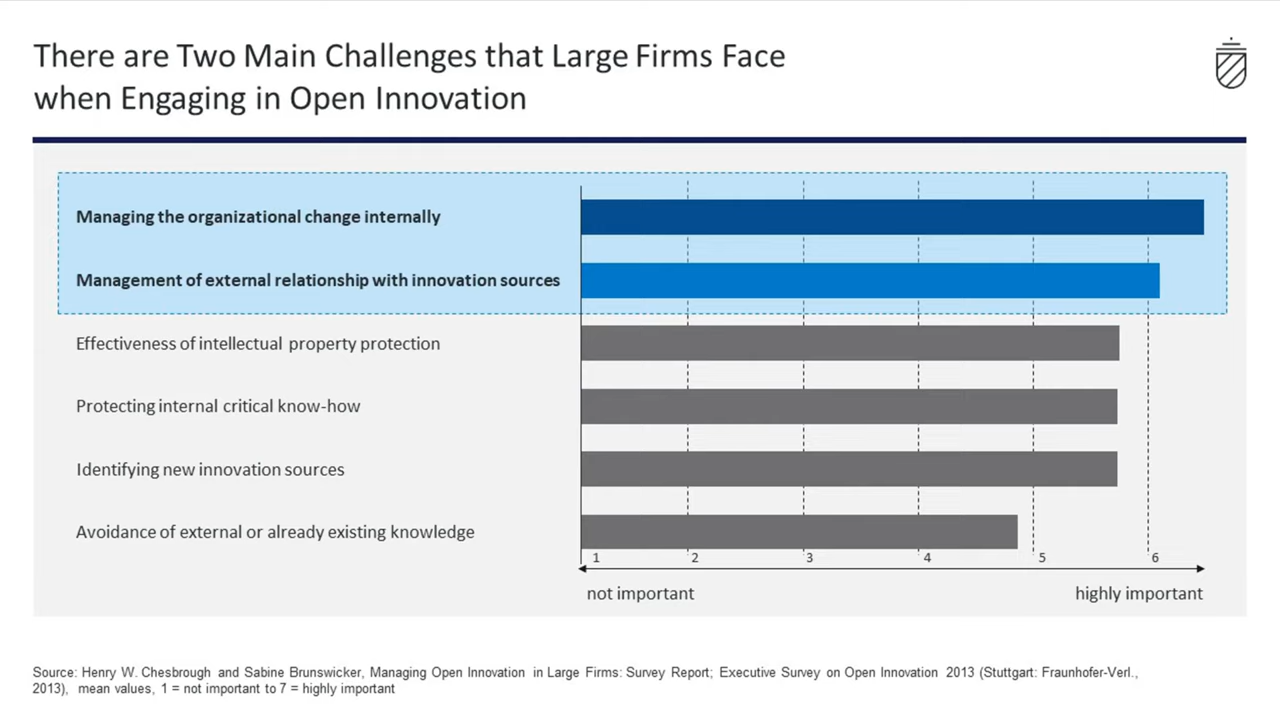 There are Two Main Challenges that Large Firms Face
when Engaging in Open Innovation
Managing the organizational change internally
Management of external relationship with innovation sources
Effectiveness of intellectual property protection
Protecting internal critical know-how
Identifying new innovation sources
Avoidance of external or already existing knowledge
1 2 3 4 5 6
not important highly important
Source: Henry W. Chesbrough and Sabine Brunswicker, Managing Open Innovation in Large Firms: Survey Report; Executive Survey on Open Innovation 2013 (Stuttgart: Fraunhofer-Verl.,
2013), mean values, 1 = not important to 7 = highly important